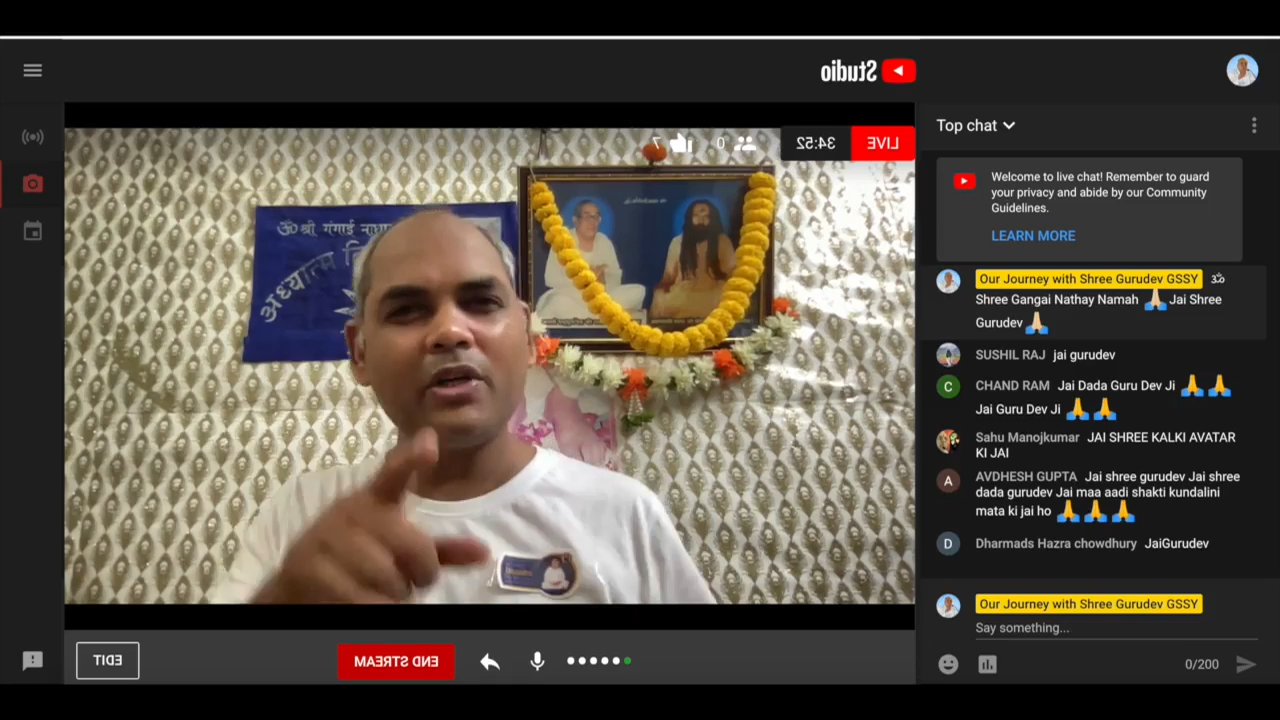 Studio
Top chat
LIVE
34:52
0
7
Welcome to live chat! Remember to guard
your privacy and abide by our Community
Guidelines.
LEARN MORE
Our Journey with Shree Gurudev GSSY ॐ
Shree Gangai Nathay Namah 🙏🏻 Jai Shree
Gurudev 🙏🏻
SUSHIL RAJ jai gurudev
C
CHAND RAM Jai Dada Guru Dev Ji 🙏 🙏
Jai Guru Dev Ji 🙏 🙏
Sahu Manojkumar JAI SHREE KALKI AVATAR
KI JAI
A
AVDHESH GUPTA Jai shree gurudev Jai shree
dada gurudev Jai maa aadi shakti kundalini
mata ki jai ho 🙏 🙏 🙏
D
Dharmads Hazra chowdhury JaiGurudev
ॐ श्री गंगाई
अध्यात्म
Our Journey with Shree Gurudev GSSY
Say something...
0/200
EDIT
END STREAM